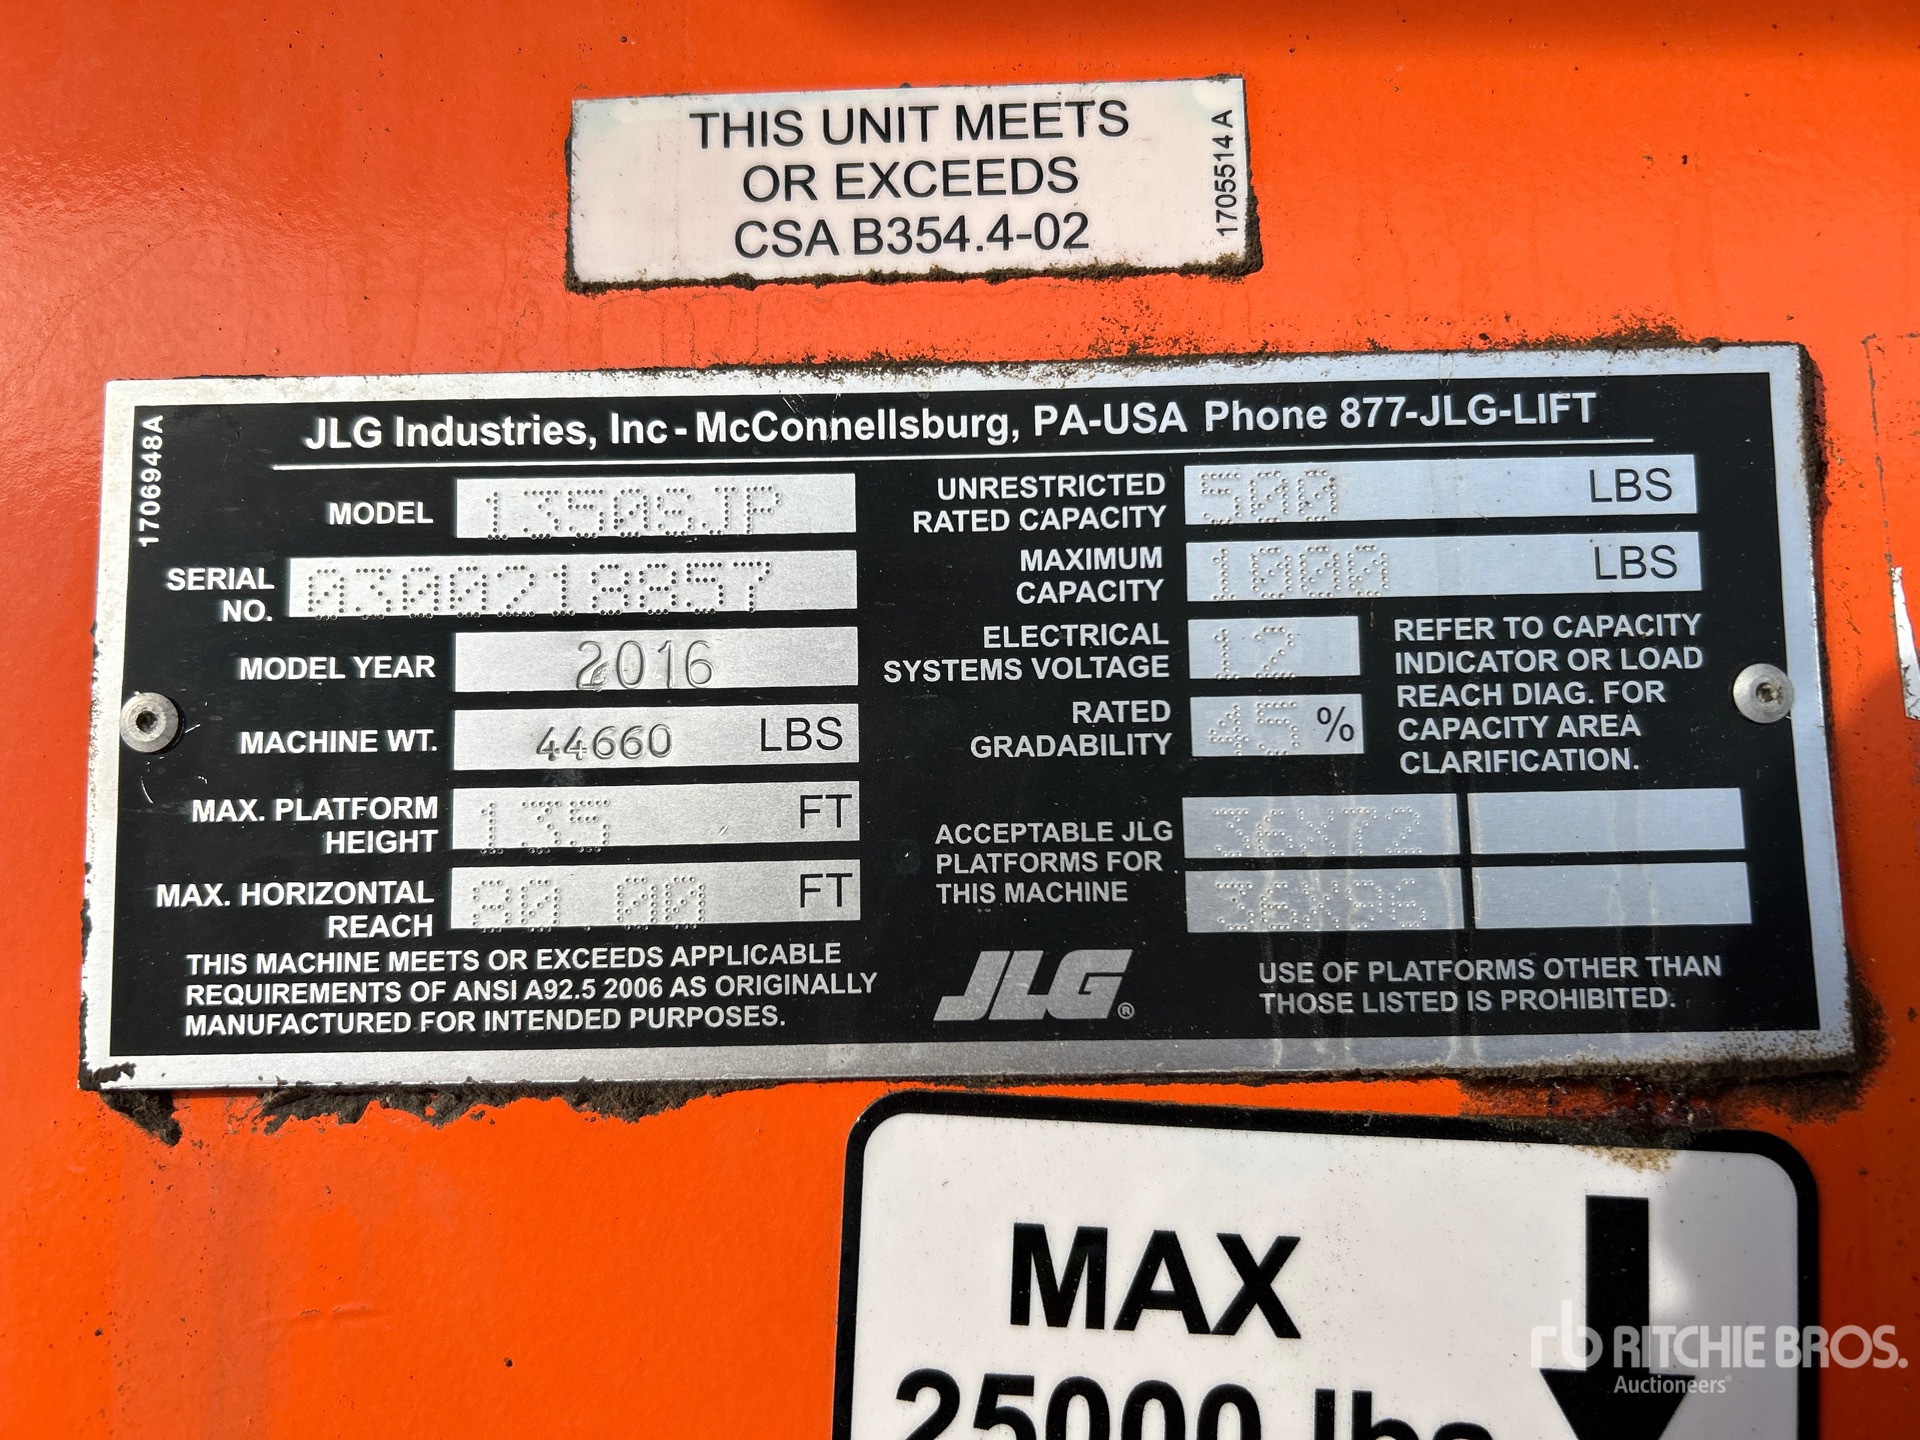 THIS UNIT MEETS
OR EXCEEDS
CSA B354.4-02
1705514 A
1706948A
JLG Industries, Inc - McConnellsburg, PA-USA Phone 877-JLG-LIFT
MODEL 1350SJP
SERIAL NO. 0300219857
MODEL YEAR 2016
MACHINE WT. 44660 LBS
MAX. PLATFORM
HEIGHT 135 FT
MAX. HORIZONTAL
REACH 80.00 FT
THIS MACHINE MEETS OR EXCEEDS APPLICABLE
REQUIREMENTS OF ANSI A92.5 2006 AS ORIGINALLY
MANUFACTURED FOR INTENDED PURPOSES.
UNRESTRICTED
RATED CAPACITY 500 LBS
MAXIMUM
CAPACITY 1000 LBS
ELECTRICAL
SYSTEMS VOLTAGE 12
RATED
GRADABILITY 45 %
REFER TO CAPACITY
INDICATOR OR LOAD
REACH DIAG. FOR
CAPACITY AREA
CLARIFICATION.
ACCEPTABLE JLG
PLATFORMS FOR
THIS MACHINE
36X72
36X96
JLG®
USE OF PLATFORMS OTHER THAN
THOSE LISTED IS PROHIBITED.
MAX
25000 lbs
rb RITCHIE BROS.
Auctioneers